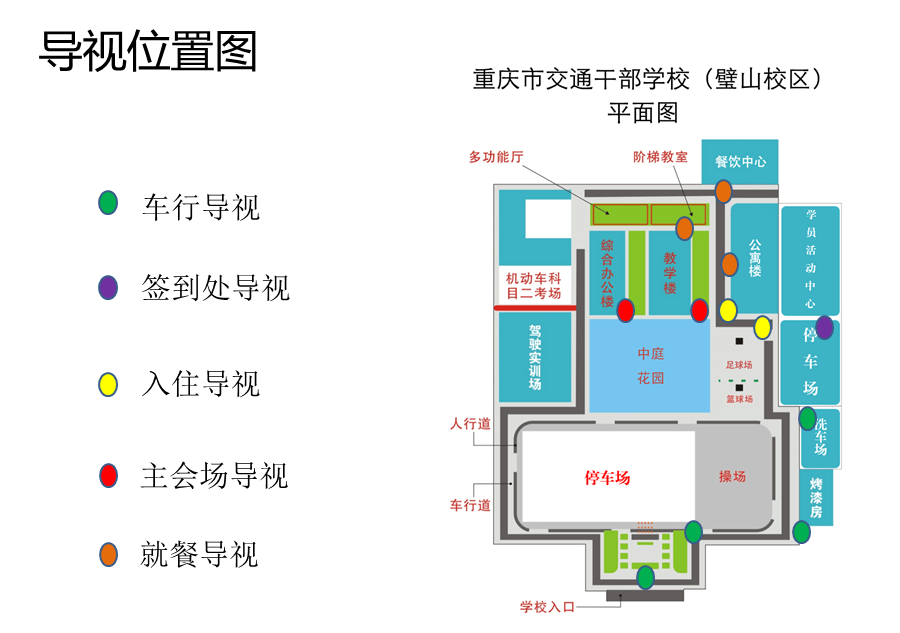 导视位置图
重庆市交通干部学校（璧山校区）
平面图
车行导视
签到处导视
入住导视
主会场导视
就餐导视
多功能厅
阶梯教室
餐饮中心
综合办公楼
教学楼
公寓楼
学员活动中心
机动车科
目二考场
驾驶实训场
中庭
花园
足球场
篮球场
停车场
洗车场
烤漆房
人行道
车行道
停车场
操场
学校入口